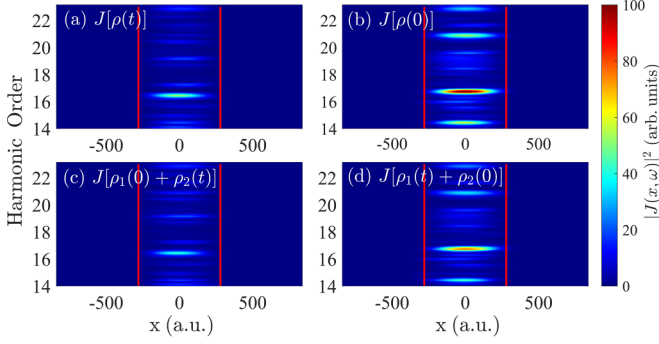 (a) J[ρ(t)]
(b) J[ρ(0)]
22
20
18
16
14
-500 0 500
22
20
18
16
14
-500 0 500
(c) J[ρ₁(0) + ρ₂(t)]
(d) J[ρ₁(t) + ρ₂(0)]
22
20
18
16
14
-500 0 500
x (a.u.)
22
20
18
16
14
-500 0 500
x (a.u.)
Harmonic Order
100
80
60
40
20
0
|J(x, ω)|² (arb. units)